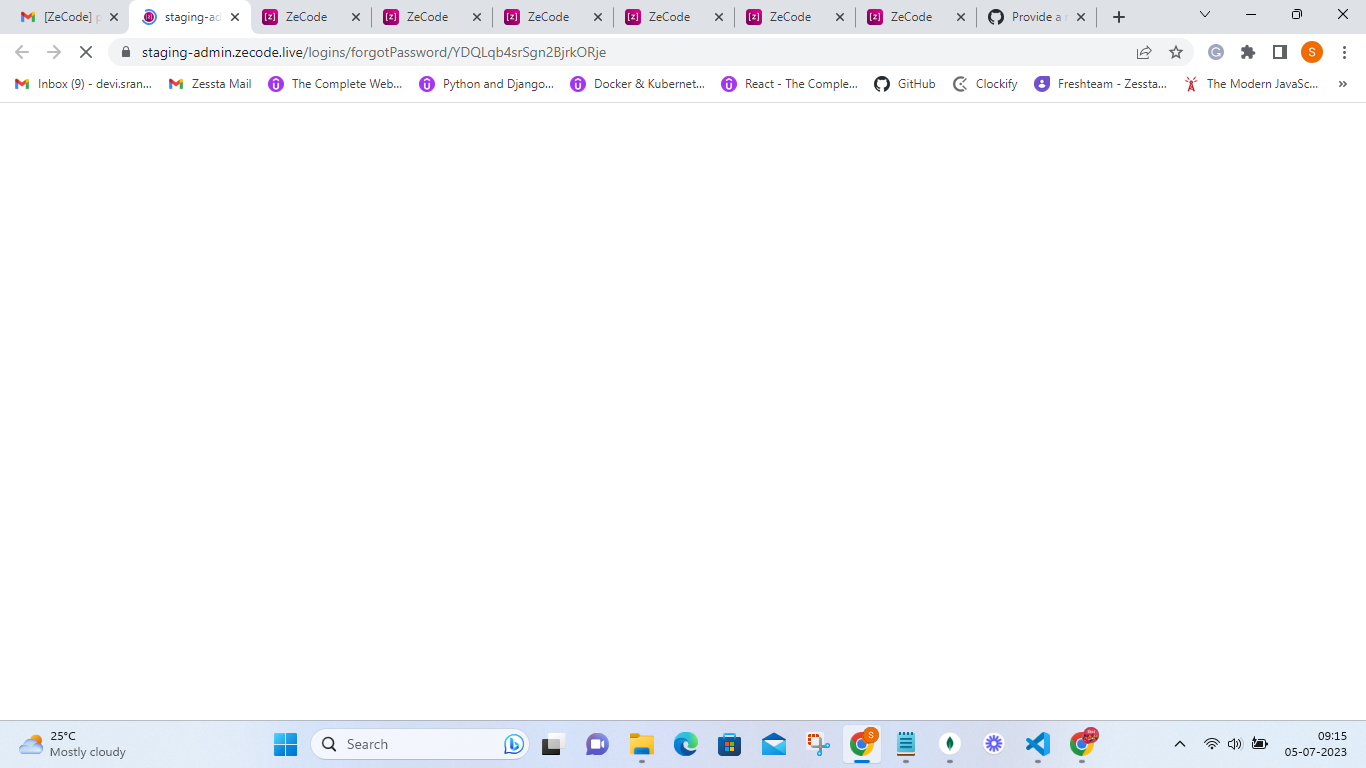 [ZeCode] p
staging-ad
ZeCode
ZeCode
ZeCode
ZeCode
ZeCode
ZeCode
Provide a
staging-admin.zecode.live/logins/forgotPassword/YDQLqb4srSgn2BjrkORje
S
Inbox (9) - devi.sran...
Zessta Mail
The Complete Web...
Python and Django...
Docker & Kubernet...
React - The Comple...
GitHub
Clockify
Freshteam - Zessta...
The Modern JavaSc...
25°C
Mostly cloudy
Search
S
09:15
05-07-2023